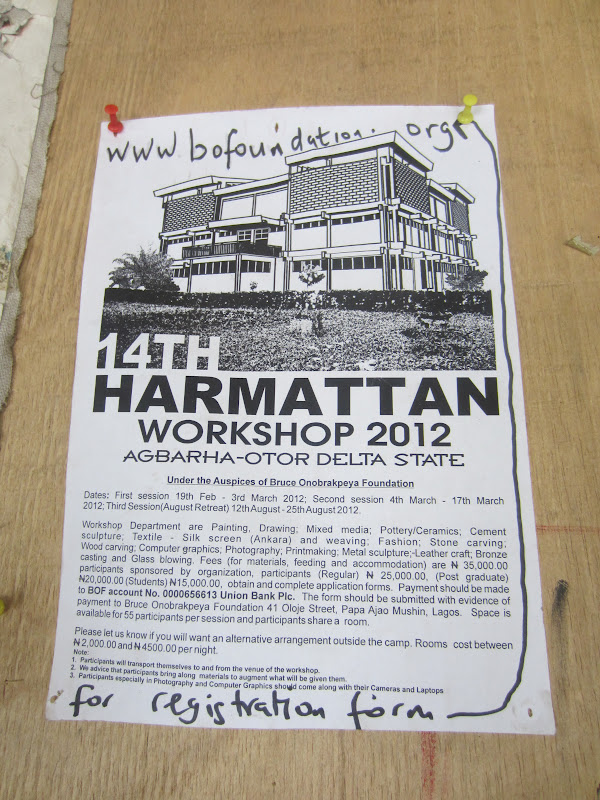 www.bofoundation.org
14TH
HARMATTAN
WORKSHOP 2012
AGBARHA-OTOR DELTA STATE
Under the Auspices of Bruce Onobrakpeya Foundation
Dates: First session 19th Feb - 3rd March 2012; Second session 4th March - 17th March
2012; Third Session(August Retreat) 12th August - 25th August 2012.
Workshop Department are Painting, Drawing; Mixed media; Pottery/Ceramics; Cement
sculpture; Textile - Silk screen (Ankara) and weaving; Fashion; Stone carving;
Wood carving; Computer graphics; Photography; Printmaking; Metal sculpture;-Leather craft; Bronze
casting and Glass blowing. Fees (for materials, feeding and accommodation) are ₦ 35,000.00
participants sponsored by organization, participants (Regular) ₦ 25,000.00, (Post graduate)
₦20,000.00 (Students) ₦15,000.00, obtain and complete application forms. Payment should be made
to BOF account No. 0000656613 Union Bank Plc. The form should be submitted with evidence of
payment to Bruce Onobrakpeya Foundation 41 Oloje Street, Papa Ajao Mushin, Lagos. Space is
available for 55 participants per session and participants share a room.
Please let us know if you will want an alternative arrangement outside the camp. Rooms cost between
₦ 2,000.00 and ₦ 4500.00 per night.
Note:
1. Participants will transport themselves to and from the venue of the workshop.
2. We advice that participants bring along materials to augment what will be given them.
3. Participants especially in Photography and Computer Graphics should come along with their Cameras and Laptops
for registration form